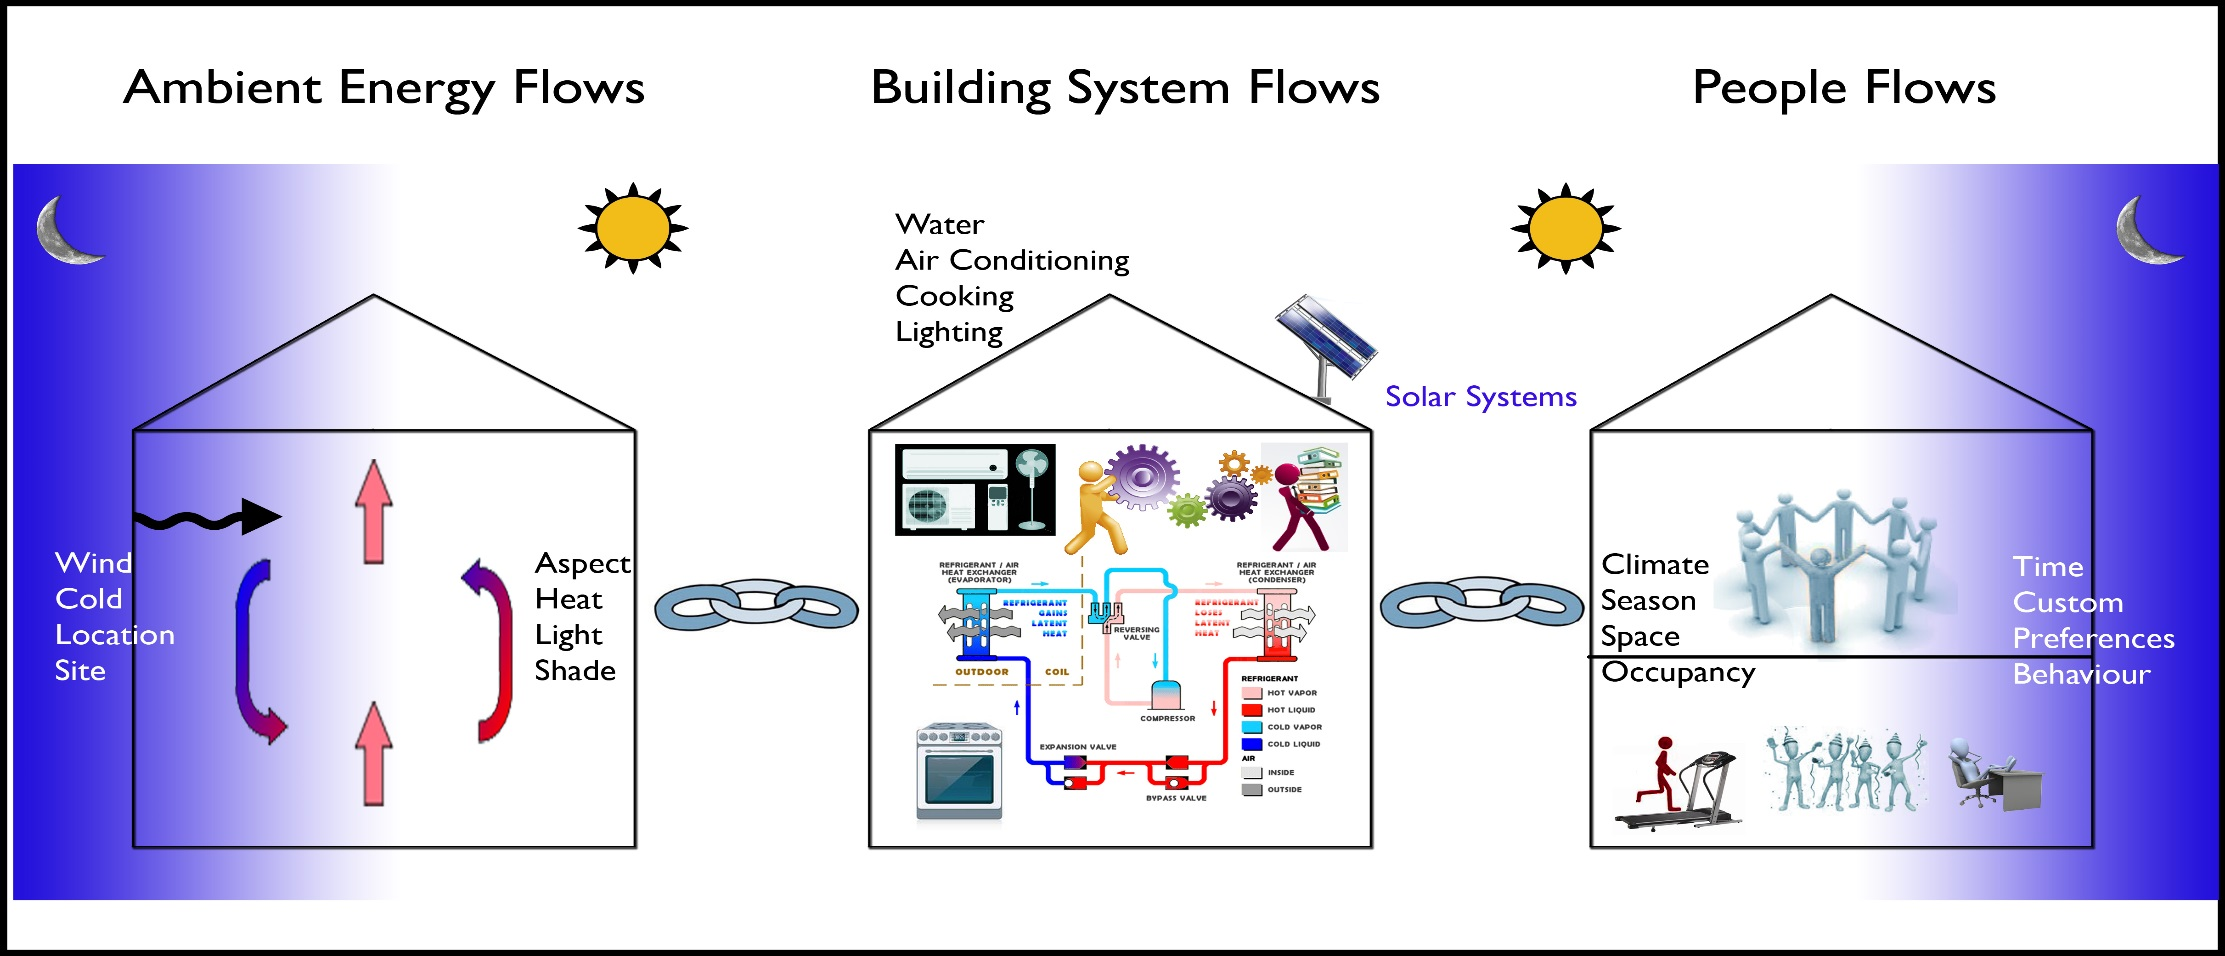 Ambient Energy Flows
Building System Flows
People Flows
Water
Air Conditioning
Cooking
Lighting
Solar Systems
Wind
Cold
Location
Site
Aspect
Heat
Light
Shade
REFRIGERANT / AIR
HEAT EXCHANGER
(EVAPORATOR)
REFRIGERANT
GAINS
LATENT
HEAT
OUTDOOR COIL
REVERSING
VALVE
REFRIGERANT / AIR
HEAT EXCHANGER
(CONDENSER)
REFRIGERANT
LOSES
LATENT
HEAT
COMPRESSOR
EXPANSION VALVE
BYPASS VALVE
REFRIGERANT
HOT VAPOR
HOT LIQUID
COLD VAPOR
COLD LIQUID
AIR
INSIDE
OUTSIDE
Climate
Season
Space
Occupancy
Time
Custom
Preferences
Behaviour